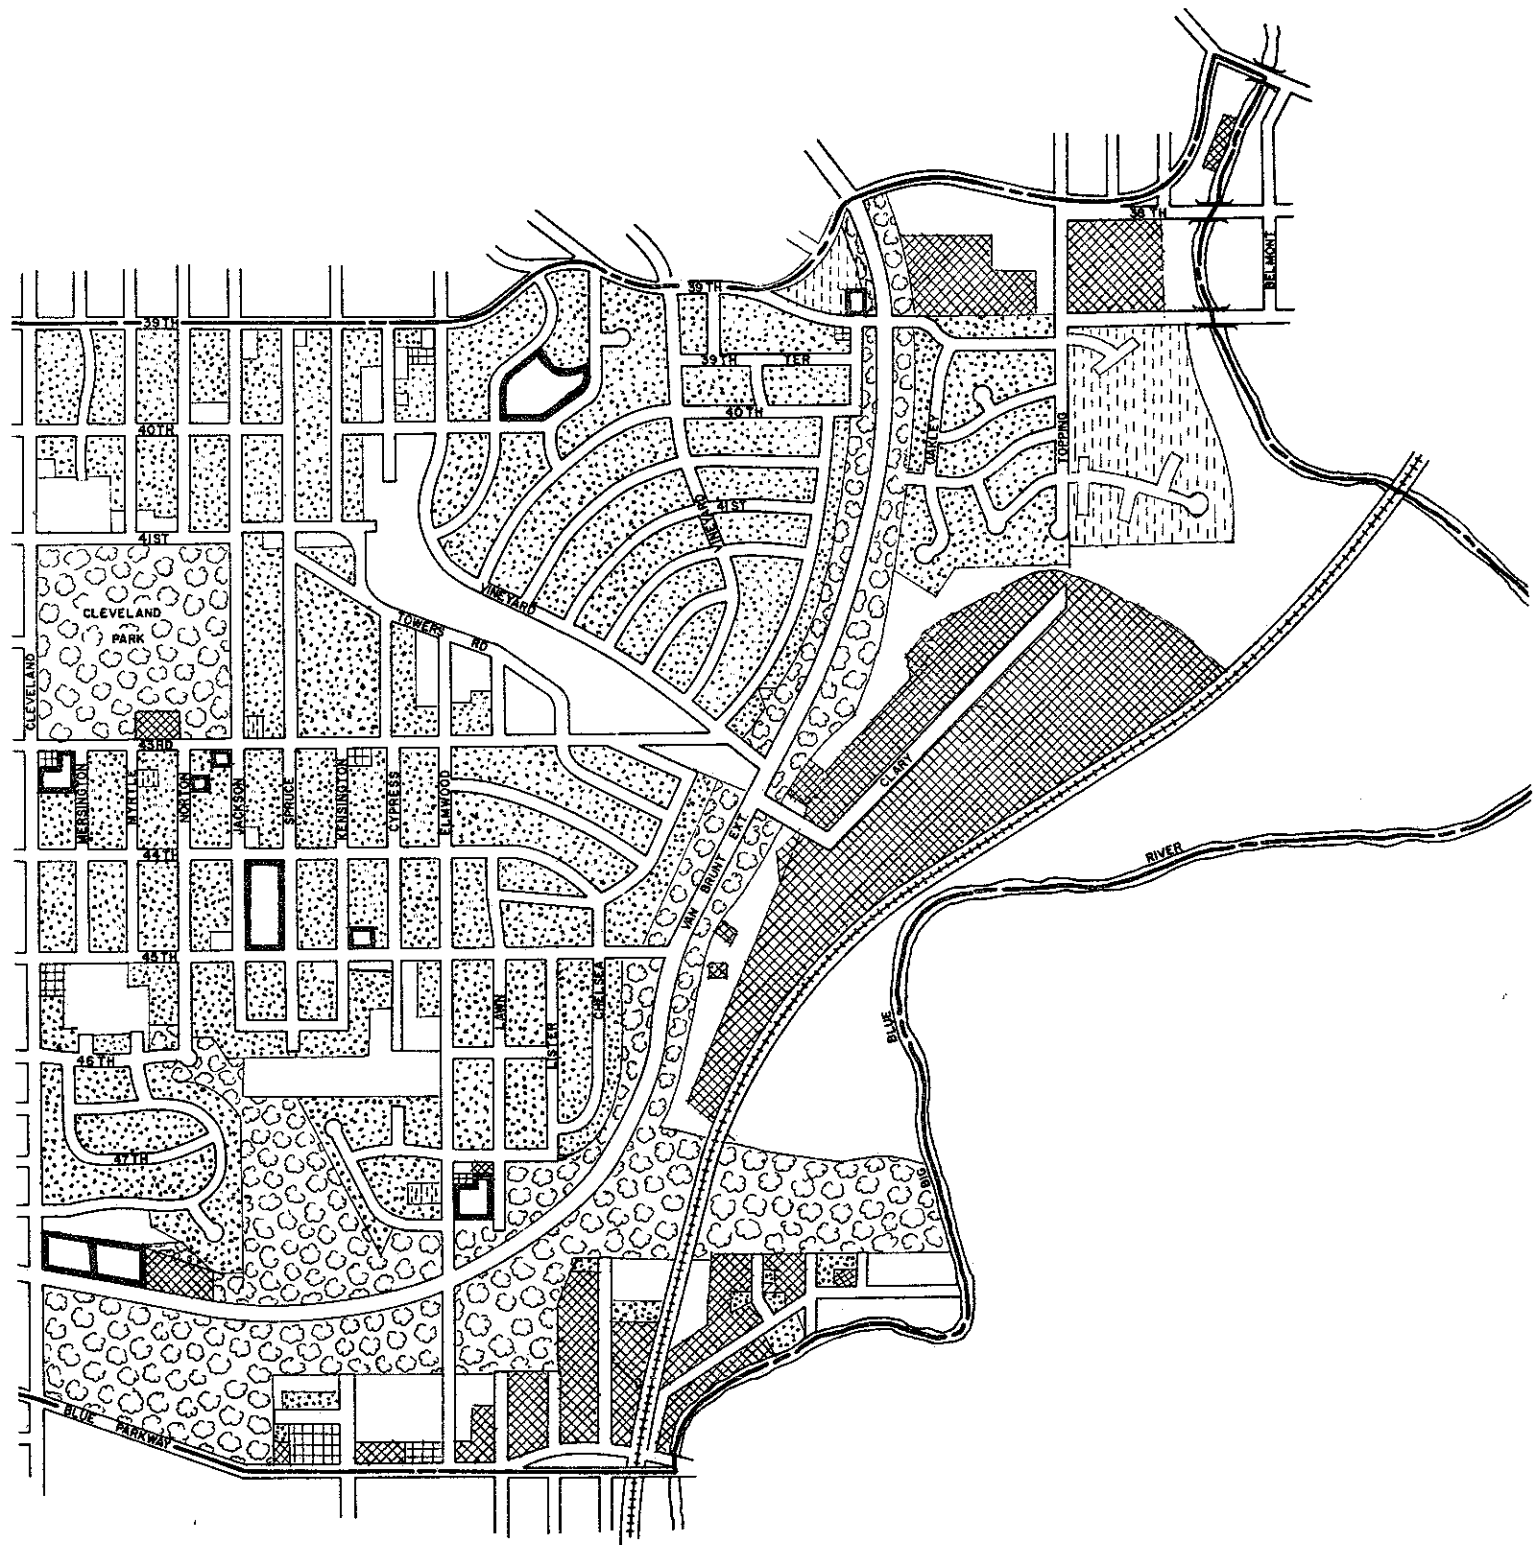 38 TH
BELMONT
39TH
39TH
39TH
TER
40TH
40TH
OAKLEY
TOPPING
VINEYARD
41ST
41ST
VINEYARD
CLEVELAND
PARK
TOWERS
RD
CLEVELAND
43RD
CLARY
MERSINGTON
MYRTLE
NORTON
JACKSON
SPRUCE
KENSINGTON
CYPRESS
ELMWOOD
VAN BRUNT EXT.
44TH
RIVER
45TH
LAWN
LISTER
CHELSEA
BLUE
46TH
47TH
BIG
BLUE PARKWAY